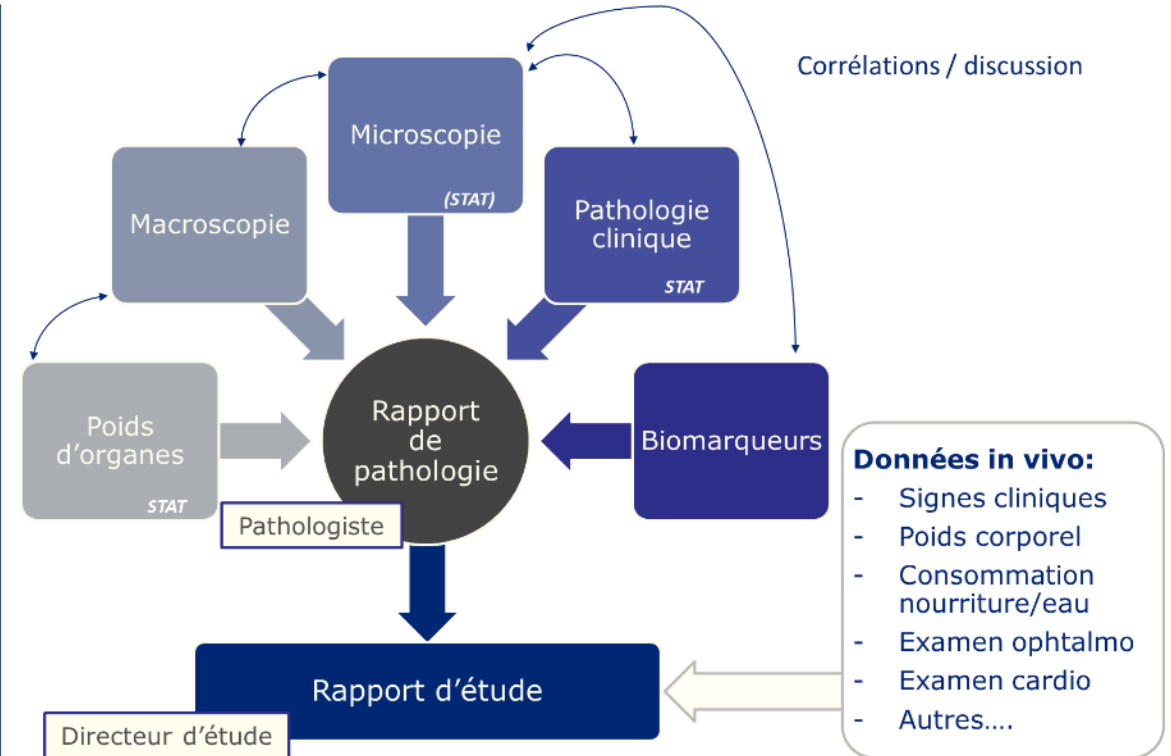 Corrélations / discussion
Microscopie
(STAT)
Macroscopie
Pathologie
clinique
STAT
Poids
d’organes
STAT
Rapport
de
pathologie
Biomarqueurs
Pathologiste
Données in vivo:
- Signes cliniques
- Poids corporel
- Consommation
nourriture/eau
- Examen ophtalmo
- Examen cardio
- Autres….
Rapport d’étude
Directeur d’étude